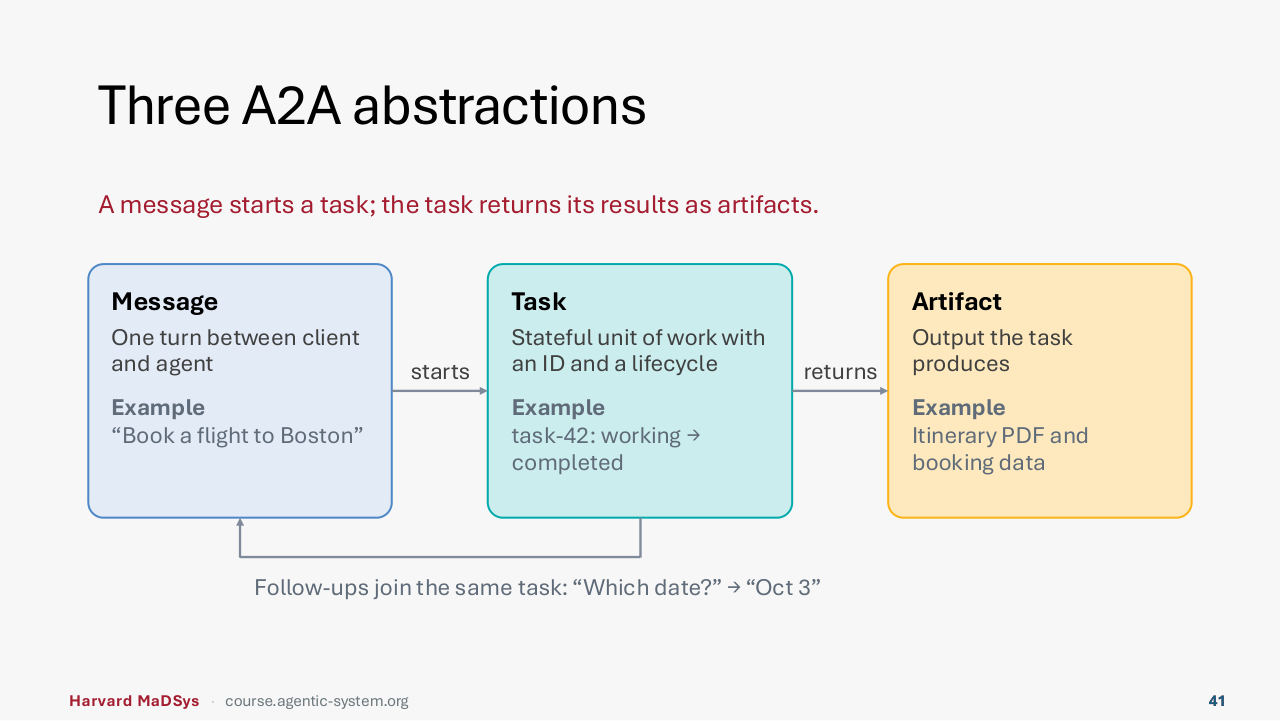 Three A2A abstractions
A message starts a task; the task returns its results as artifacts.
Message
One turn between client
and agent
Example
“Book a flight to Boston”
starts
Task
Stateful unit of work with
an ID and a lifecycle
Example
task-42: working →
completed
returns
Artifact
Output the task
produces
Example
Itinerary PDF and
booking data
Follow-ups join the same task: “Which date?” → “Oct 3”
Harvard MaDSys · course.agentic-system.org
41